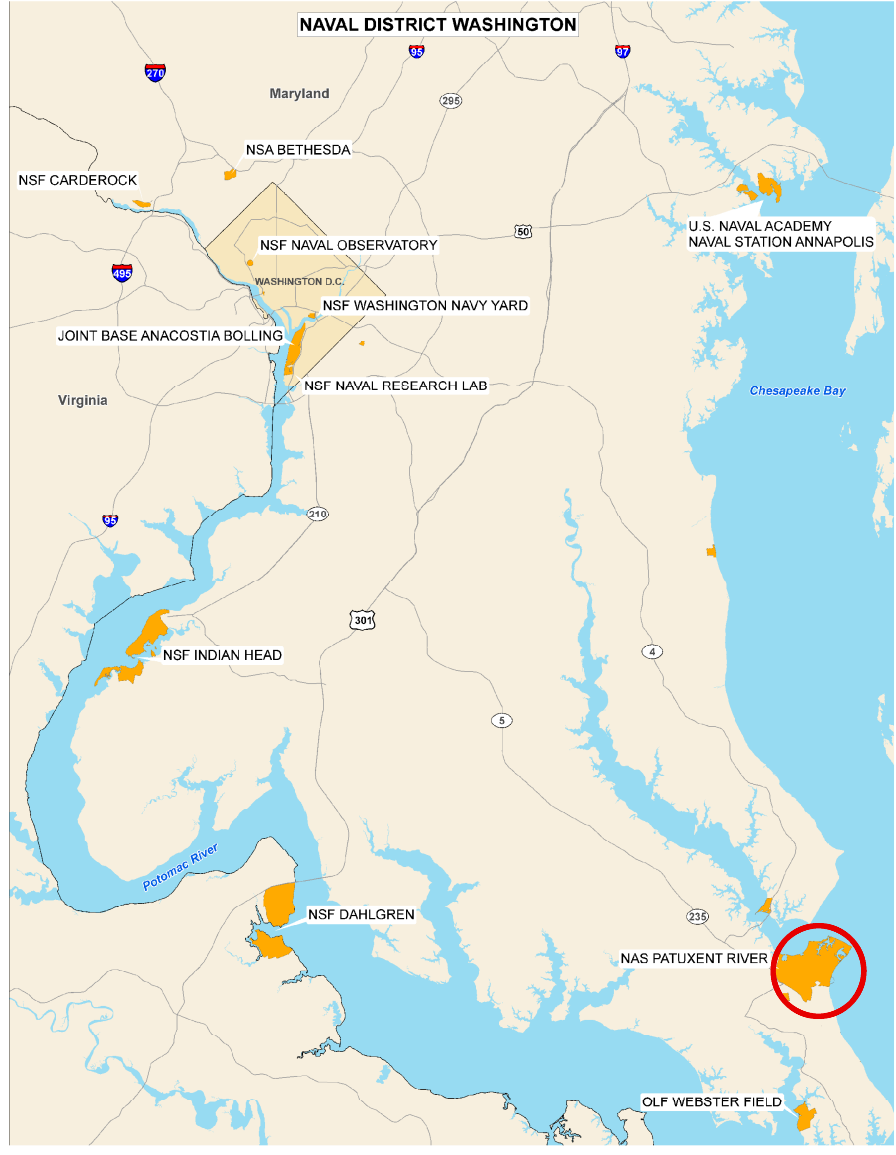 NAVAL DISTRICT WASHINGTON
95
97
270
Maryland
295
NSA BETHESDA
NSF CARDEROCK
U.S. NAVAL ACADEMY
NAVAL STATION ANNAPOLIS
50
NSF NAVAL OBSERVATORY
495
WASHINGTON D.C.
NSF WASHINGTON NAVY YARD
JOINT BASE ANACOSTIA BOLLING
NSF NAVAL RESEARCH LAB
Chesapeake Bay
Virginia
210
95
301
4
NSF INDIAN HEAD
5
Potomac River
NSF DAHLGREN
235
NAS PATUXENT RIVER
OLF WEBSTER FIELD